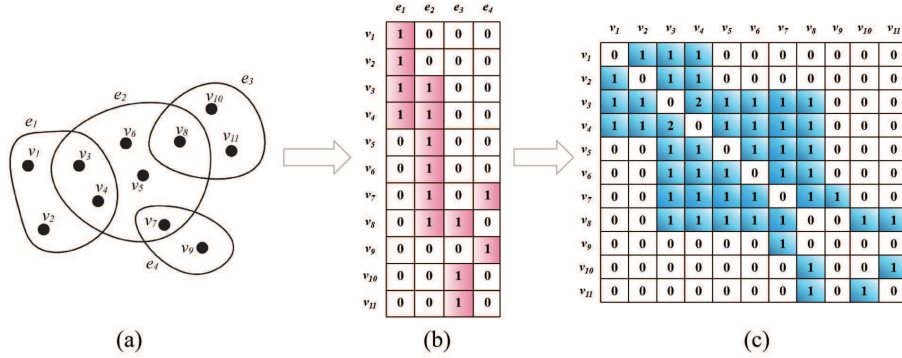 e1 e2 e3 e4
v1 v2 v3 v4 v5 v6 v7 v8 v9 v10 v11
(a)
e1 e2 e3 e4
v1 1 0 0 0
v2 1 0 0 0
v3 1 1 0 0
v4 1 1 0 0
v5 0 1 0 0
v6 0 1 0 0
v7 0 1 0 1
v8 0 1 1 0
v9 0 0 0 1
v10 0 0 1 0
v11 0 0 1 0
(b)
v1 v2 v3 v4 v5 v6 v7 v8 v9 v10 v11
v1 0 1 1 1 0 0 0 0 0 0 0
v2 1 0 1 1 0 0 0 0 0 0 0
v3 1 1 0 2 1 1 1 1 0 0 0
v4 1 1 2 0 1 1 1 1 0 0 0
v5 0 0 1 1 0 1 1 1 0 0 0
v6 0 0 1 1 1 0 1 1 0 0 0
v7 0 0 1 1 1 1 0 1 1 0 0
v8 0 0 1 1 1 1 1 0 0 1 1
v9 0 0 0 0 0 0 1 0 0 0 0
v10 0 0 0 0 0 0 0 1 0 0 1
v11 0 0 0 0 0 0 0 1 0 1 0
(c)